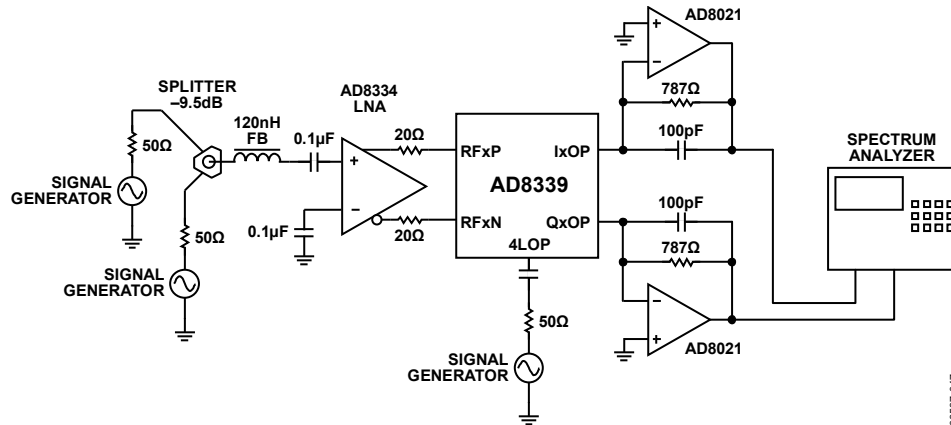 AD8021
SPLITTER
–9.5dB
AD8334
LNA
787Ω
120nH
FB
0.1µF
20Ω
100pF
50Ω
SPECTRUM
ANALYZER
RFxP
IxOP
SIGNAL
GENERATOR
AD8339
100pF
0.1µF
20Ω
RFxN
QxOP
50Ω
4LOP
787Ω
SIGNAL
GENERATOR
50Ω
AD8021
SIGNAL
GENERATOR